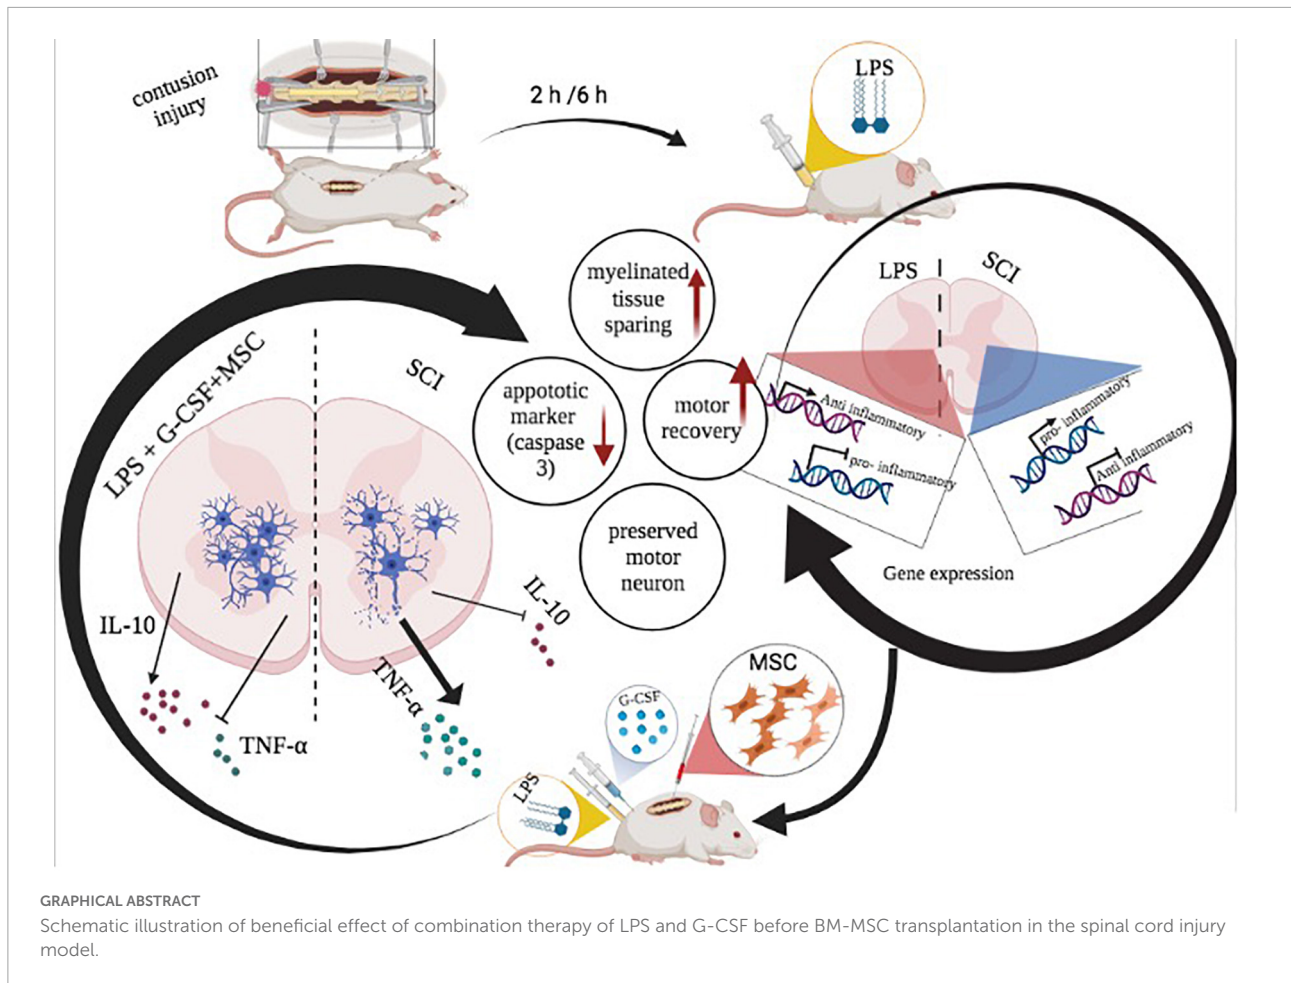 contusion
injury
2 h /6 h
LPS
myelinated
tissue
sparing
LPS
SCI
LPS + G-CSF+MSC
SCI
appototic
marker
(caspase
3)
motor
recovery
Anti inflammatory
pro- inflammatory
pro- inflammatory
Anti inflammatory
preserved
motor
neuron
Gene expression
IL-10
IL-10
TNF-α
TNF-α
G-CSF
MSC
LPS
GRAPHICAL ABSTRACT
Schematic illustration of beneficial effect of combination therapy of LPS and G-CSF before BM-MSC transplantation in the spinal cord injury
model.